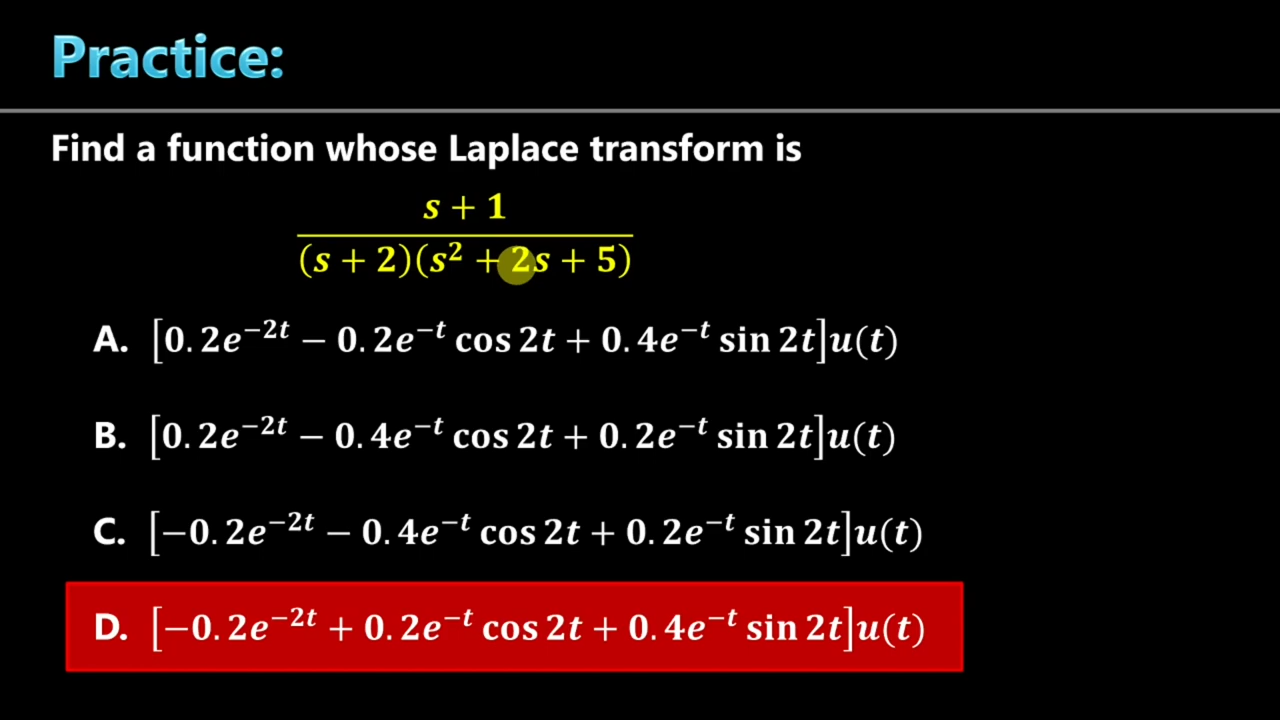 Practice:
Find a function whose Laplace transform is
s + 1
(s + 2)(s² + 2s + 5)
A. [0.2e⁻²ᵗ − 0.2e⁻ᵗ cos 2t + 0.4e⁻ᵗ sin 2t]u(t)
B. [0.2e⁻²ᵗ − 0.4e⁻ᵗ cos 2t + 0.2e⁻ᵗ sin 2t]u(t)
C. [−0.2e⁻²ᵗ − 0.4e⁻ᵗ cos 2t + 0.2e⁻ᵗ sin 2t]u(t)
D. [−0.2e⁻²ᵗ + 0.2e⁻ᵗ cos 2t + 0.4e⁻ᵗ sin 2t]u(t)